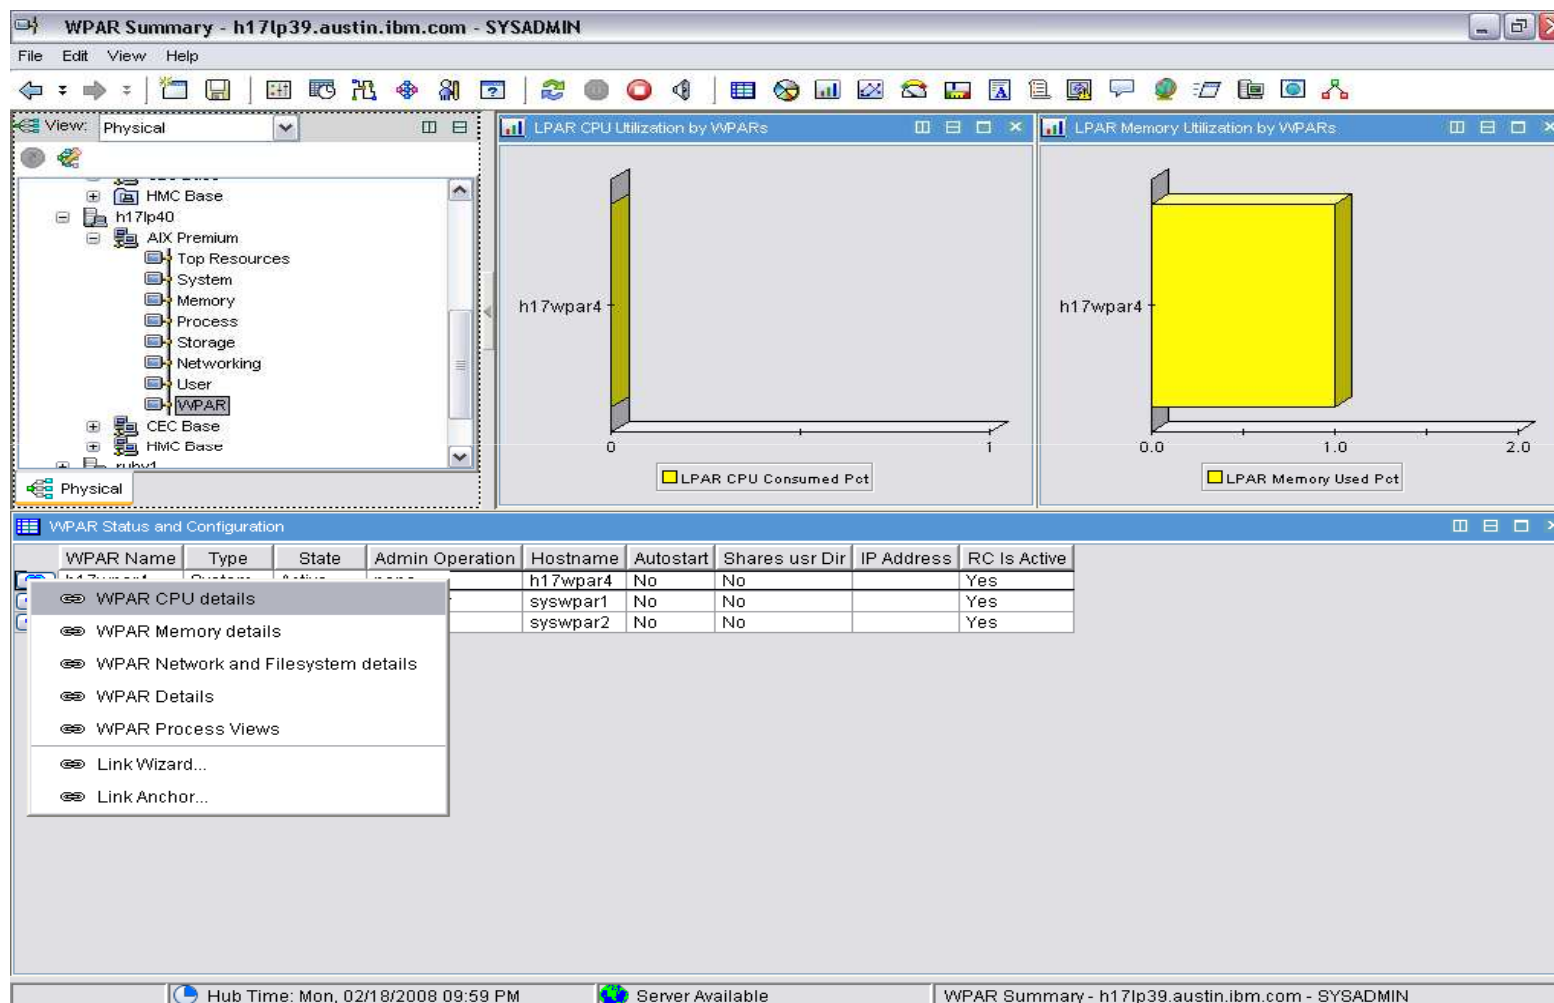 WPAR Summary - h17lp39.austin.ibm.com - SYSADMIN
File Edit View Help
View: Physical
HMC Base
h17lp40
AIX Premium
Top Resources
System
Memory
Process
Storage
Networking
User
WPAR
CEC Base
HMC Base
ruby1
Physical
LPAR CPU Utilization by WPARs
h17wpar4
0 1
LPAR CPU Consumed Pct
LPAR Memory Utilization by WPARs
h17wpar4
0.0 1.0 2.0
LPAR Memory Used Pct
WPAR Status and Configuration
WPAR Name Type State Admin Operation Hostname Autostart Shares usr Dir IP Address RC Is Active
h17wpar4 System Active none h17wpar4 No No Yes
syswpar1 No No Yes
syswpar2 No No Yes
WPAR CPU details
WPAR Memory details
WPAR Network and Filesystem details
WPAR Details
WPAR Process Views
Link Wizard...
Link Anchor...
Hub Time: Mon, 02/18/2008 09:59 PM Server Available WPAR Summary - h17lp39.austin.ibm.com - SYSADMIN